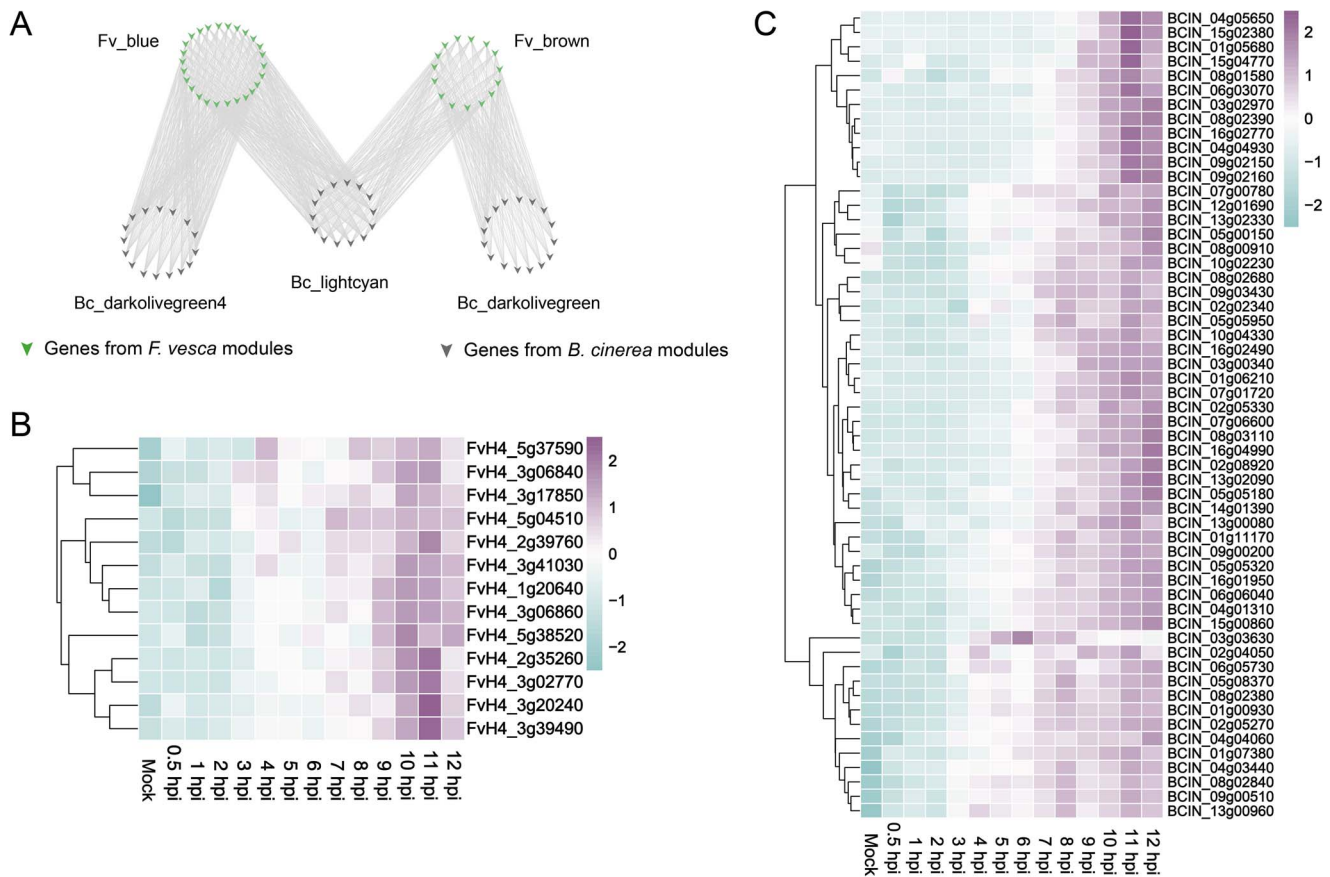 A
Fv_blue
Fv_brown
Bc_darkolivegreen4
Bc_lightcyan
Bc_darkolivegreen
Genes from F. vesca modules
Genes from B. cinerea modules
B
FvH4_5g37590
FvH4_3g06840
FvH4_3g17850
FvH4_5g04510
FvH4_2g39760
FvH4_3g41030
FvH4_1g20640
FvH4_3g06860
FvH4_5g38520
FvH4_2g35260
FvH4_3g02770
FvH4_3g20240
FvH4_3g39490
2
1
0
−1
−2
Mock
0.5 hpi
1 hpi
2 hpi
3 hpi
4 hpi
5 hpi
6 hpi
7 hpi
8 hpi
9 hpi
10 hpi
11 hpi
12 hpi
C
BCIN_04g05650
BCIN_15g02380
BCIN_01g05680
BCIN_15g04770
BCIN_08g01580
BCIN_06g03070
BCIN_03g02970
BCIN_08g02390
BCIN_16g02770
BCIN_04g04930
BCIN_09g02150
BCIN_09g02160
BCIN_07g00780
BCIN_12g01690
BCIN_13g02330
BCIN_05g00150
BCIN_08g00910
BCIN_10g02230
BCIN_08g02680
BCIN_09g03430
BCIN_02g02340
BCIN_05g05950
BCIN_10g04330
BCIN_16g02490
BCIN_03g00340
BCIN_01g06210
BCIN_07g01720
BCIN_02g05330
BCIN_07g06600
BCIN_08g03110
BCIN_16g04990
BCIN_02g08920
BCIN_13g02090
BCIN_05g05180
BCIN_14g01390
BCIN_13g00080
BCIN_01g11170
BCIN_09g00200
BCIN_05g05320
BCIN_16g01950
BCIN_06g06040
BCIN_04g01310
BCIN_15g00860
BCIN_03g03630
BCIN_02g04050
BCIN_06g05730
BCIN_05g08370
BCIN_08g02380
BCIN_01g00930
BCIN_02g05270
BCIN_04g04060
BCIN_01g07380
BCIN_04g03440
BCIN_08g02840
BCIN_09g00510
BCIN_13g00960
2
1
0
−1
−2
Mock
0.5 hpi
1 hpi
2 hpi
3 hpi
4 hpi
5 hpi
6 hpi
7 hpi
8 hpi
9 hpi
10 hpi
11 hpi
12 hpi